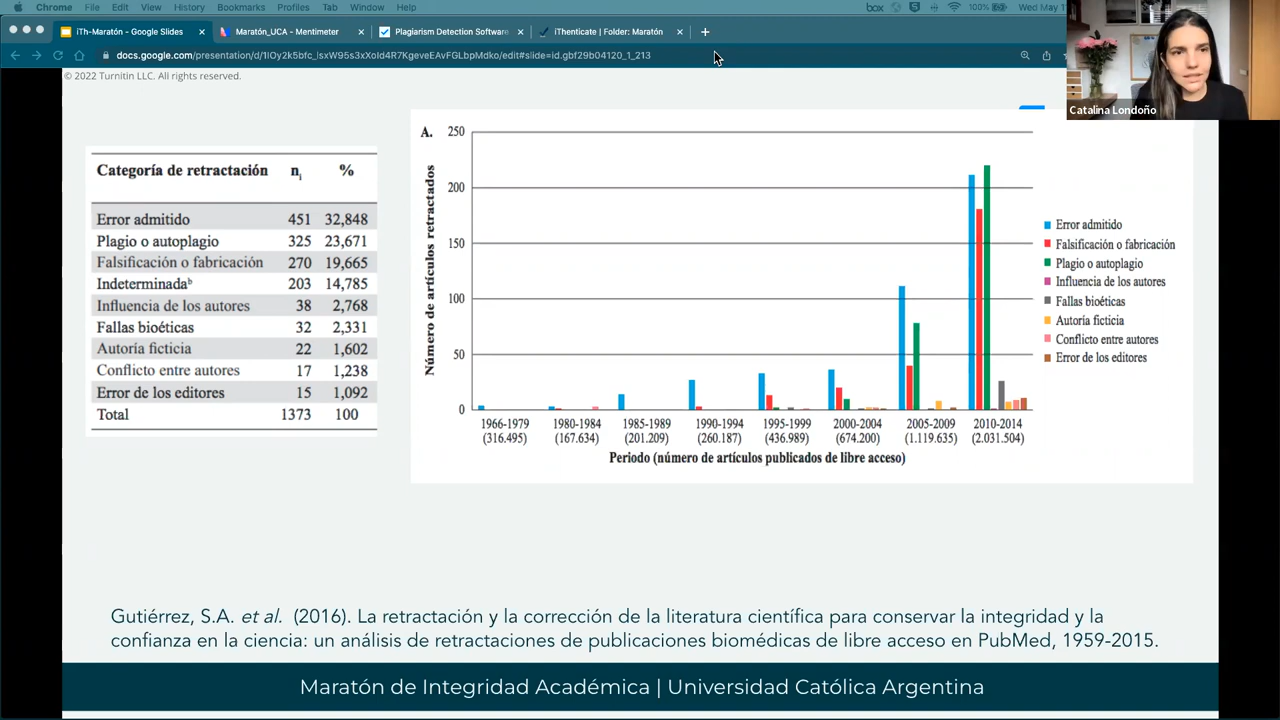 Chrome File Edit View History Bookmarks Profiles Tab Window Help box 100% Wed May
iTh-Maratón - Google Slides Maratón_UCA - Mentimeter Plagiarism Detection Software iThenticate | Folder: Maratón
docs.google.com/presentation/d/
© 2022 Turnitin LLC. All rights reserved.
Catalina Londoño
Categoría de retractación ni %
Error admitido 451 32,848
Plagio o autoplagio 325 23,671
Falsificación o fabricación 270 19,665
Indeterminadaᵇ 203 14,785
Influencia de los autores 38 2,768
Fallas bioéticas 32 2,331
Autoría ficticia 22 1,602
Conflicto entre autores 17 1,238
Error de los editores 15 1,092
Total 1373 100
A.
Número de artículos retractados
250
200
150
100
50
0
1966-1979 1980-1984 1985-1989 1990-1994 1995-1999 2000-2004 2005-2009 2010-2014
(316.495) (167.634) (201.209) (260.187) (436.989) (674.200) (1.119.635) (2.031.504)
Periodo (número de artículos publicados de libre acceso)
Error admitido
Falsificación o fabricación
Plagio o autoplagio
Influencia de los autores
Fallas bioéticas
Autoría ficticia
Conflicto entre autores
Error de los editores
Gutiérrez, S.A. et al. (2016). La retractación y la corrección de la literatura científica para conservar la integridad y la
confianza en la ciencia: un análisis de retractaciones de publicaciones biomédicas de libre acceso en PubMed, 1959-2015.
Maratón de Integridad Académica | Universidad Católica Argentina